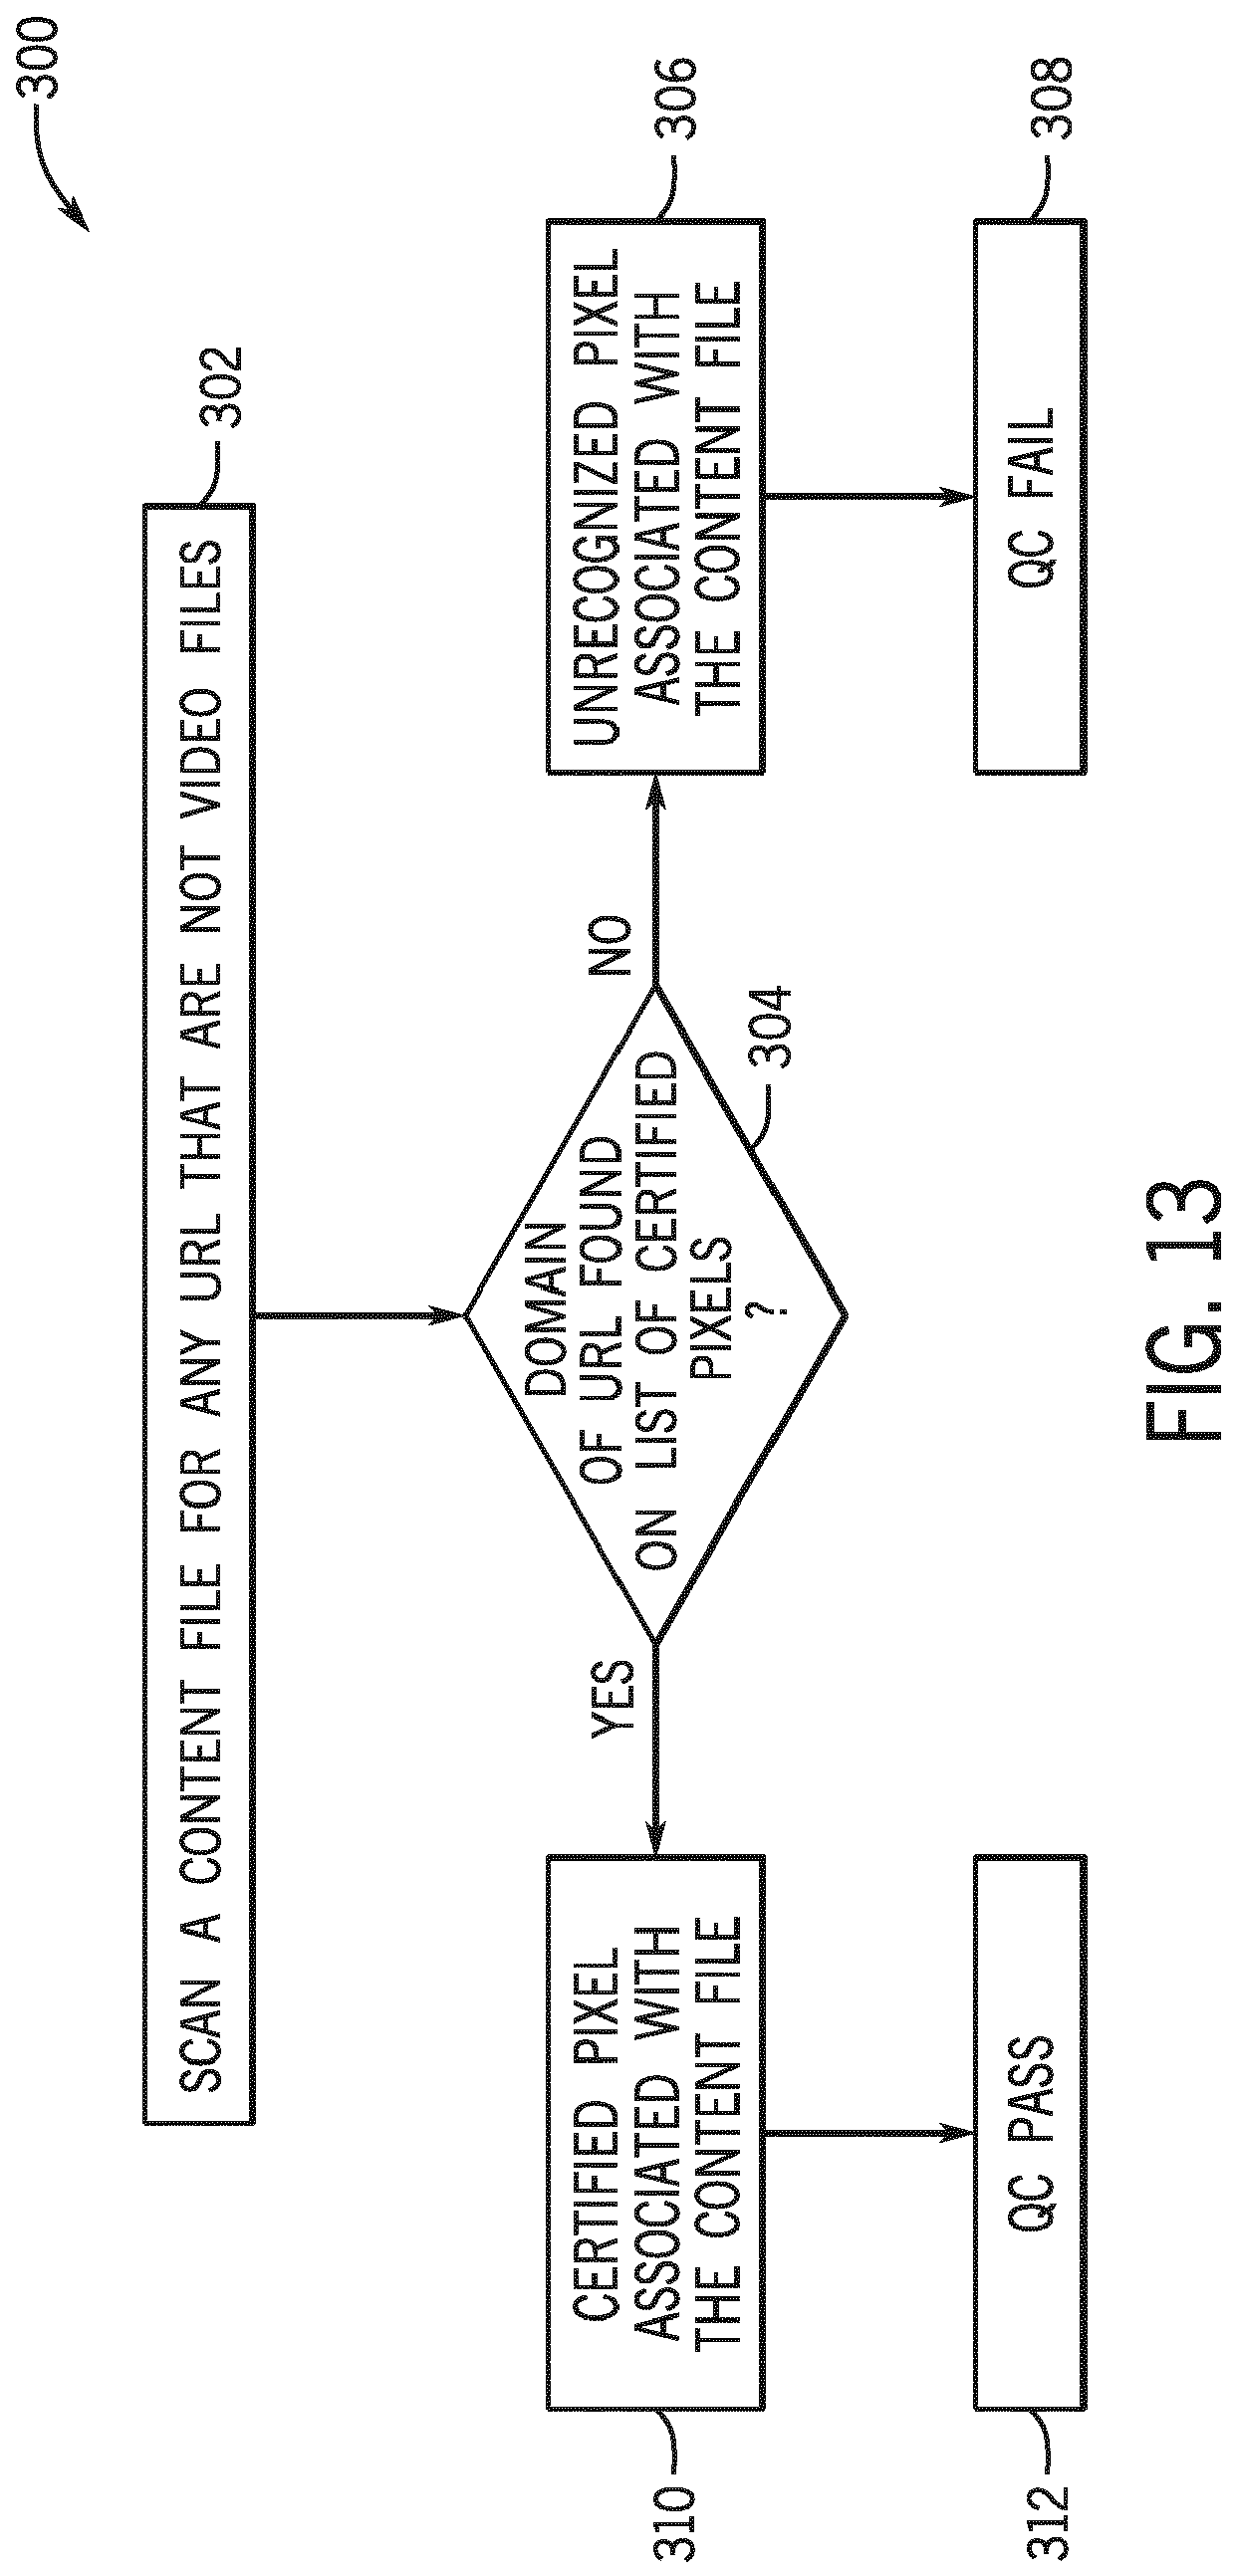 300
302
SCAN A CONTENT FILE FOR ANY URL THAT ARE NOT VIDEO FILES
DOMAIN
OF URL FOUND
ON LIST OF CERTIFIED
PIXELS
?
304
YES
NO
310
CERTIFIED PIXEL
ASSOCIATED WITH
THE CONTENT FILE
UNRECOGNIZED PIXEL
ASSOCIATED WITH
THE CONTENT FILE
306
312
QC PASS
QC FAIL
308
FIG. 13